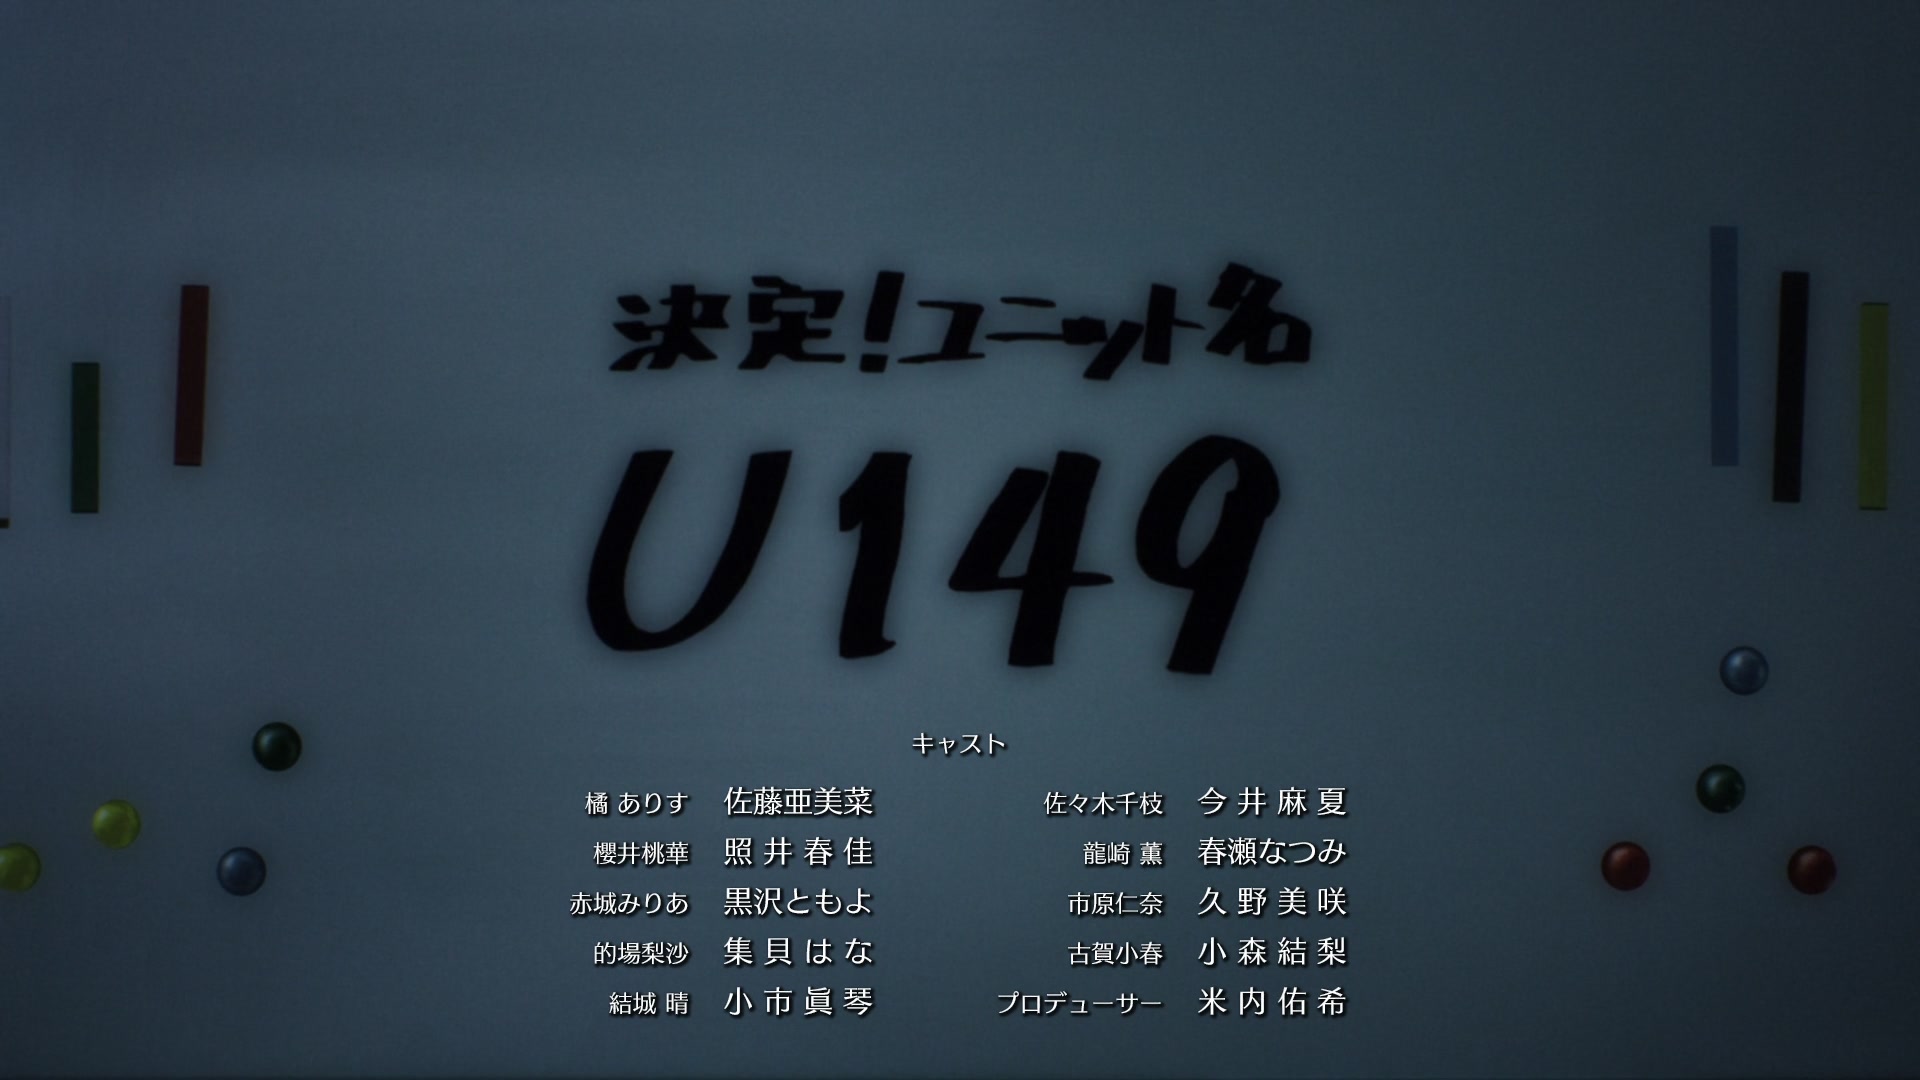 決定!ユニット名
U149
キャスト
橘 ありす 佐藤亜美菜
櫻井桃華 照井春佳
赤城みりあ 黒沢ともよ
的場梨沙 集貝はな
結城 晴 小市眞琴
佐々木千枝 今井麻夏
龍崎 薫 春瀬なつみ
市原仁奈 久野美咲
古賀小春 小森結梨
プロデューサー 米内佑希